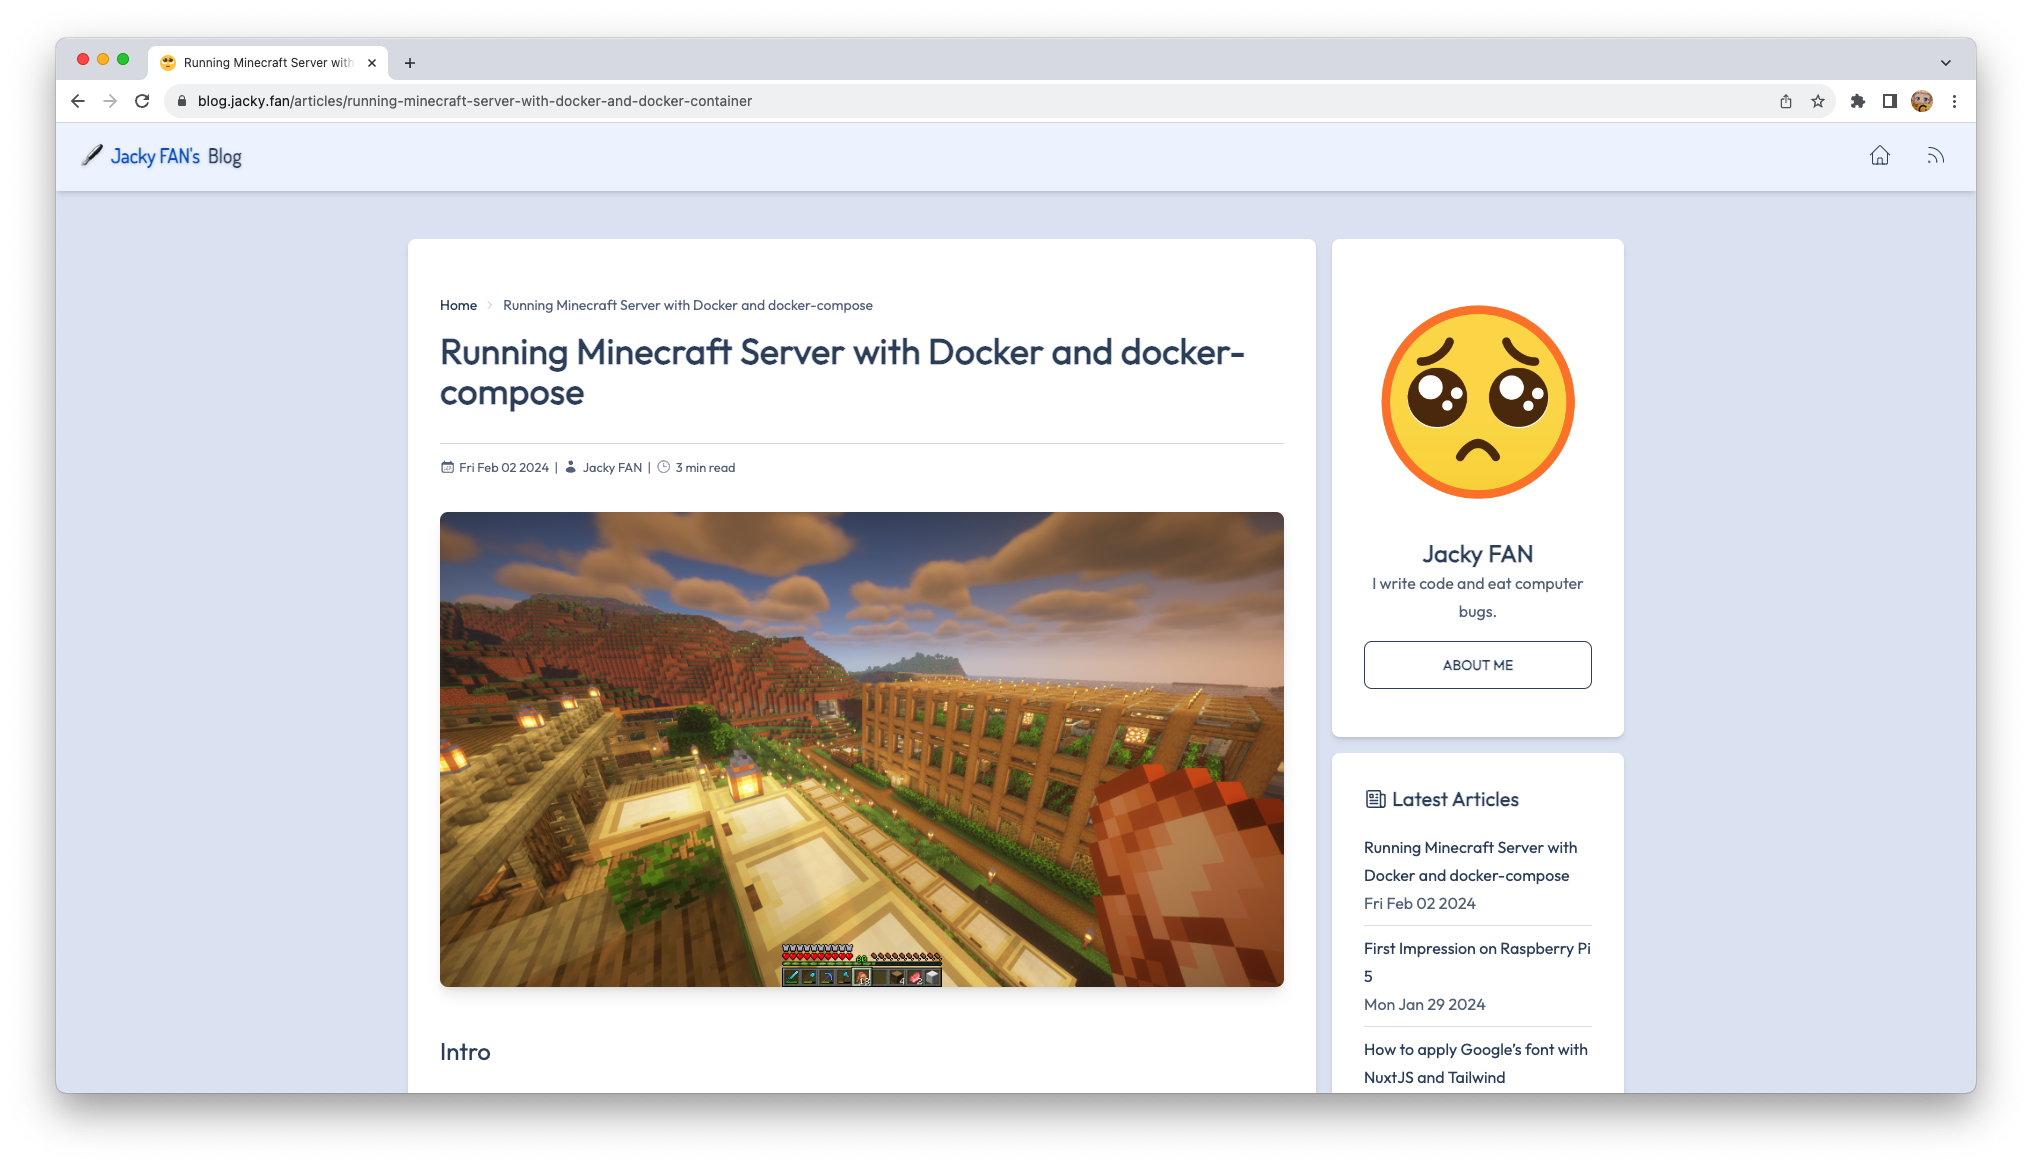 Running Minecraft Server with
blog.jacky.fan/articles/running-minecraft-server-with-docker-and-docker-container
Jacky FAN's Blog
Home > Running Minecraft Server with Docker and docker-compose
Running Minecraft Server with Docker and docker-
compose
Fri Feb 02 2024 | Jacky FAN | 3 min read
Intro
Jacky FAN
I write code and eat computer
bugs.
ABOUT ME
Latest Articles
Running Minecraft Server with
Docker and docker-compose
Fri Feb 02 2024
First Impression on Raspberry Pi
5
Mon Jan 29 2024
How to apply Google's font with
NuxtJS and Tailwind